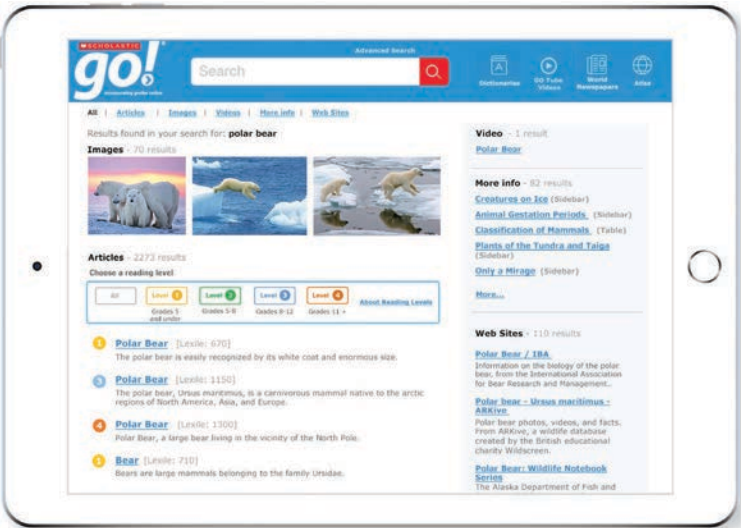 SCHOLASTIC
go!
Advanced Search
Search
Dictionaries
GO Tube
Videos
World
Newspapers
Atlas
All | Articles | Images | Videos | More info | Web Sites
Results found in your search for: polar bear
Images - 70 results
Articles - 2273 results
Choose a reading level
All
Level 1
Level 2
Level 3
Level 4
Grades 5
and under
Grades 5-8
Grades 8-12
Grades 11 +
About Reading Levels
1 Polar Bear [Lexile: 670]
The polar bear is easily recognized by its white coat and enormous size.
3 Polar Bear [Lexile: 1150]
The polar bear, Ursus maritimus, is a carnivorous mammal native to the arctic
regions of North America, Asia, and Europe.
4 Polar Bear [Lexile: 1300]
Polar Bear, a large bear living in the vicinity of the North Pole.
1 Bear [Lexile: 710]
Bears are large mammals belonging to the family Ursidae.
Video - 1 result
Polar Bear
More info - 82 results
Creatures on Ice (Sidebar)
Animal Gestation Periods (Sidebar)
Classification of Mammals (Table)
Plants of the Tundra and Taiga
(Sidebar)
Only a Mirage (Sidebar)
More...
Web Sites - 110 results
Polar Bear / IBA
Information on the biology of the polar
bear, from the International Association
for Bear Research and Management..
Polar bear - Ursus maritimus -
ARKive
Polar bear photos, videos, and facts.
From ARKive, a wildlife database
created by the British educational
charity Wildscreen.
Polar Bear: Wildlife Notebook
Series
The Alaska Department of Fish and